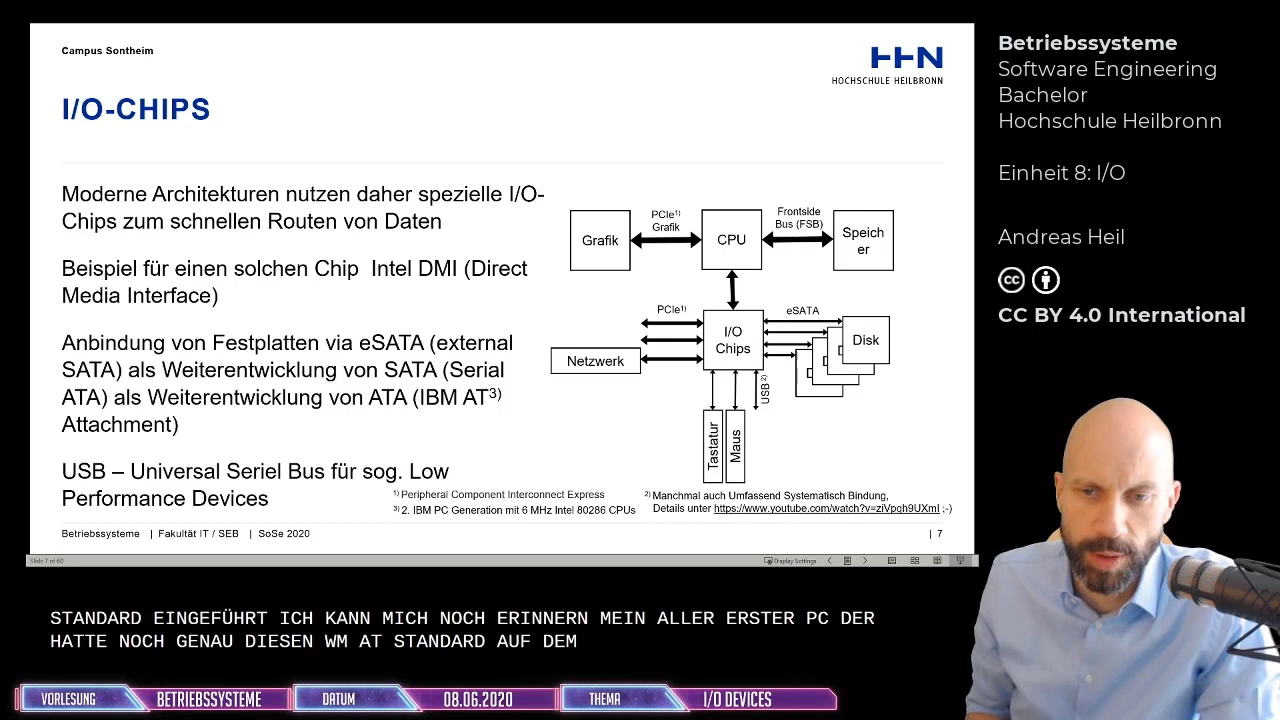 Campus Sontheim
HHN
HOCHSCHULE HEILBRONN
I/O-CHIPS
Moderne Architekturen nutzen daher spezielle I/O-
Chips zum schnellen Routen von Daten
Beispiel für einen solchen Chip Intel DMI (Direct
Media Interface)
Anbindung von Festplatten via eSATA (external
SATA) als Weiterentwicklung von SATA (Serial
ATA) als Weiterentwicklung von ATA (IBM AT3)
Attachment)
USB – Universal Seriel Bus für sog. Low
Performance Devices
Grafik
PCIe1)
Grafik
CPU
Frontside
Bus (FSB)
Speich
er
PCIe1)
I/O
Chips
eSATA
Disk
Netzwerk
USB 2)
Tastatur
Maus
1) Peripheral Component Interconnect Express
3) 2. IBM PC Generation mit 6 MHz Intel 80286 CPUs
2) Manchmal auch Umfassend Systematisch Bindung,
Details unter https://www.youtube.com/watch?v=ziVpqh9UXmI ;-)
Betriebssysteme | Fakultät IT / SEB | SoSe 2020
| 7
Slide 7 of 60
Display Settings
Betriebssysteme
Software Engineering
Bachelor
Hochschule Heilbronn
Einheit 8: I/O
Andreas Heil
cc
CC BY 4.0 International
STANDARD EINGEFÜHRT ICH KANN MICH NOCH ERINNERN MEIN ALLER ERSTER PC DER
HATTE NOCH GENAU DIESEN WM AT STANDARD AUF DEM
VORLESUNG
BETRIEBSSYSTEME
DATUM
08.06.2020
THEMA
I/O DEVICES